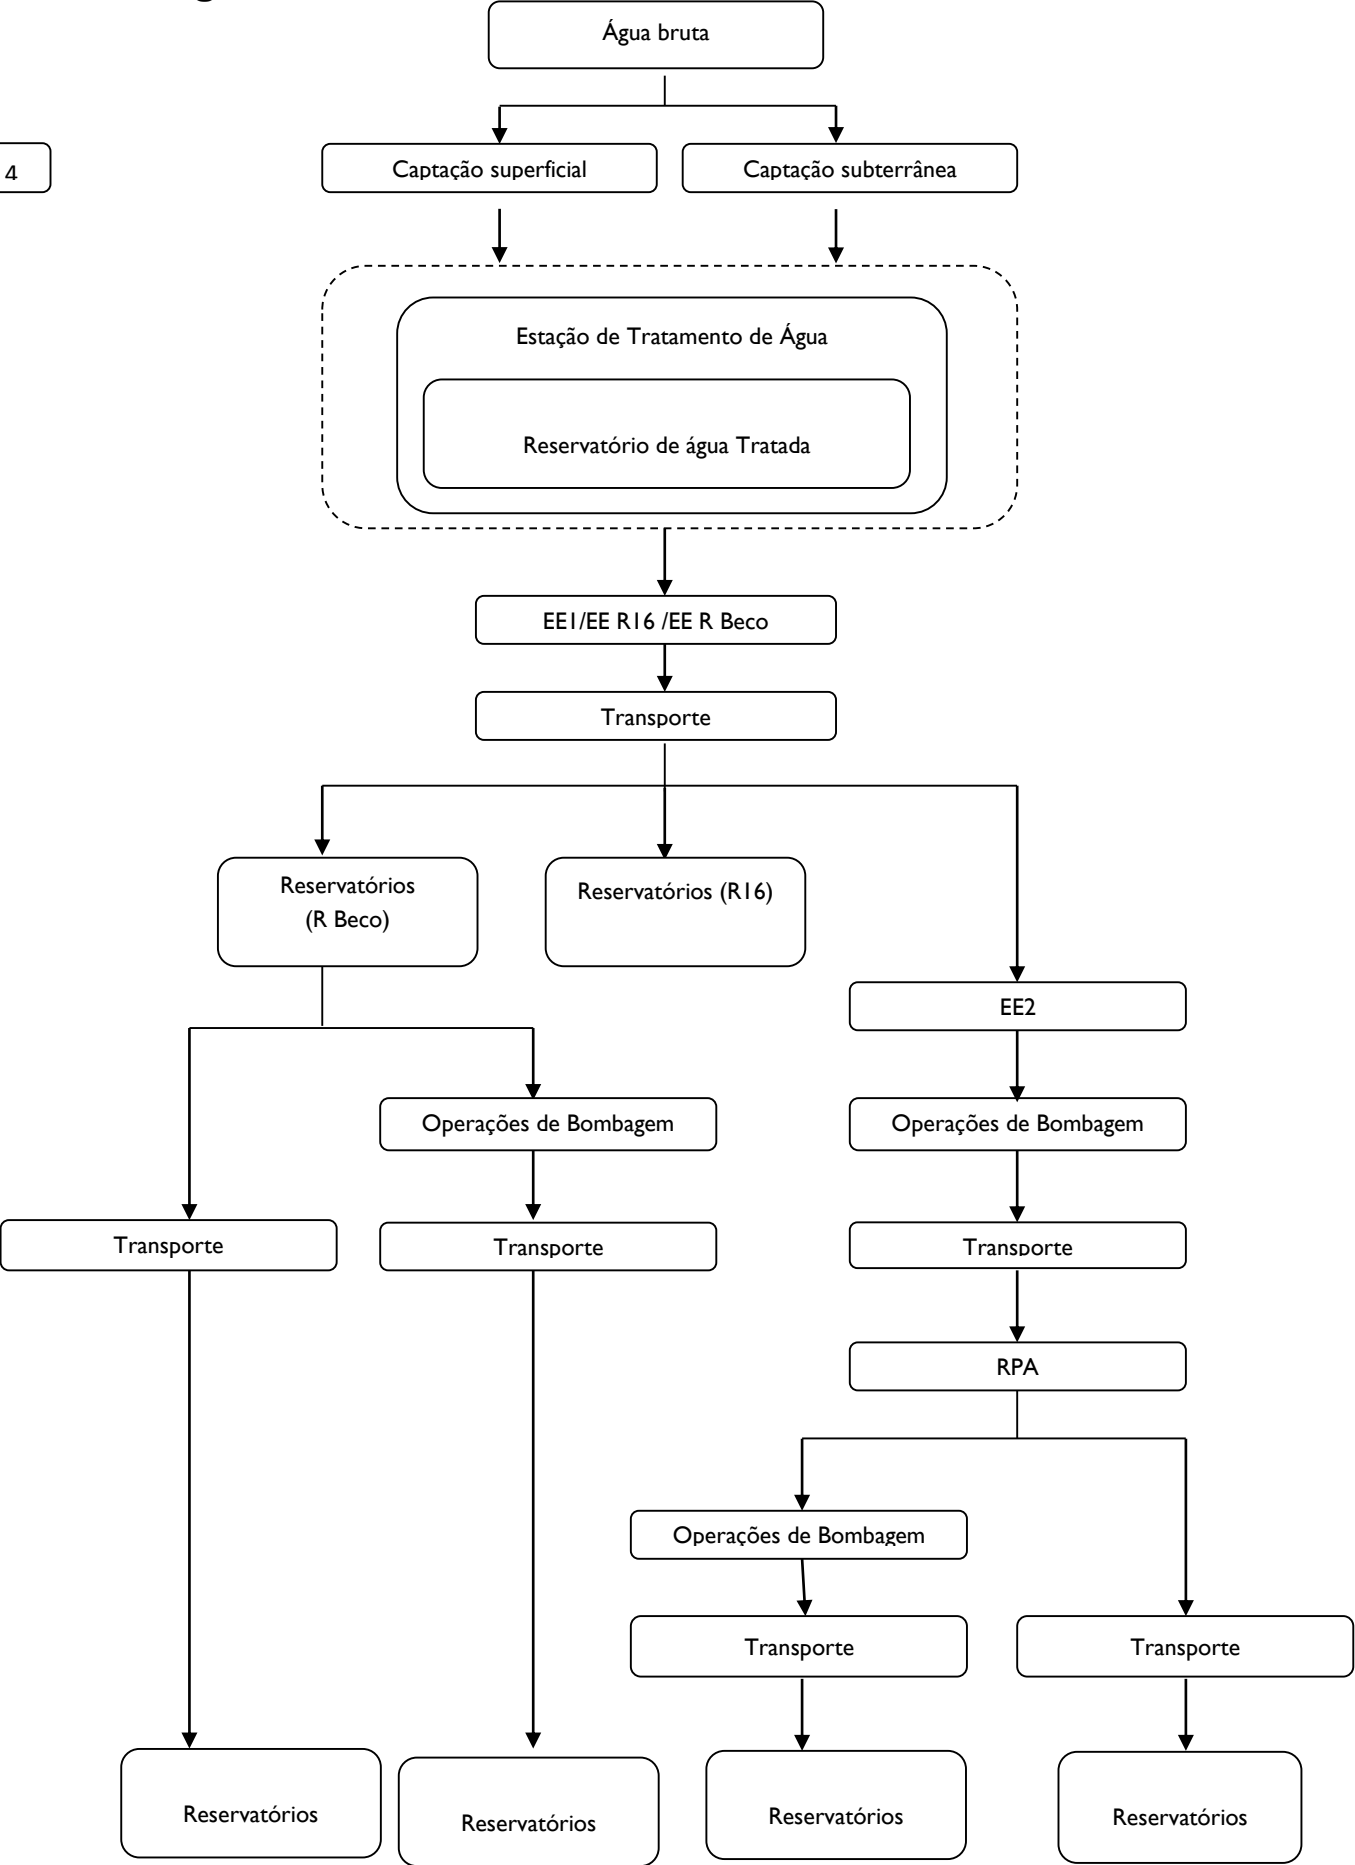 Água bruta
4
Captação superficial
Captação subterrânea
Estação de Tratamento de Água
Reservatório de água Tratada
EE1/EE R16 /EE R Beco
Transporte
Reservatórios
(R Beco)
Reservatórios (R16)
EE2
Operações de Bombagem
Operações de Bombagem
Transporte
Transporte
Transporte
RPA
Operações de Bombagem
Transporte
Transporte
Reservatórios
Reservatórios
Reservatórios
Reservatórios